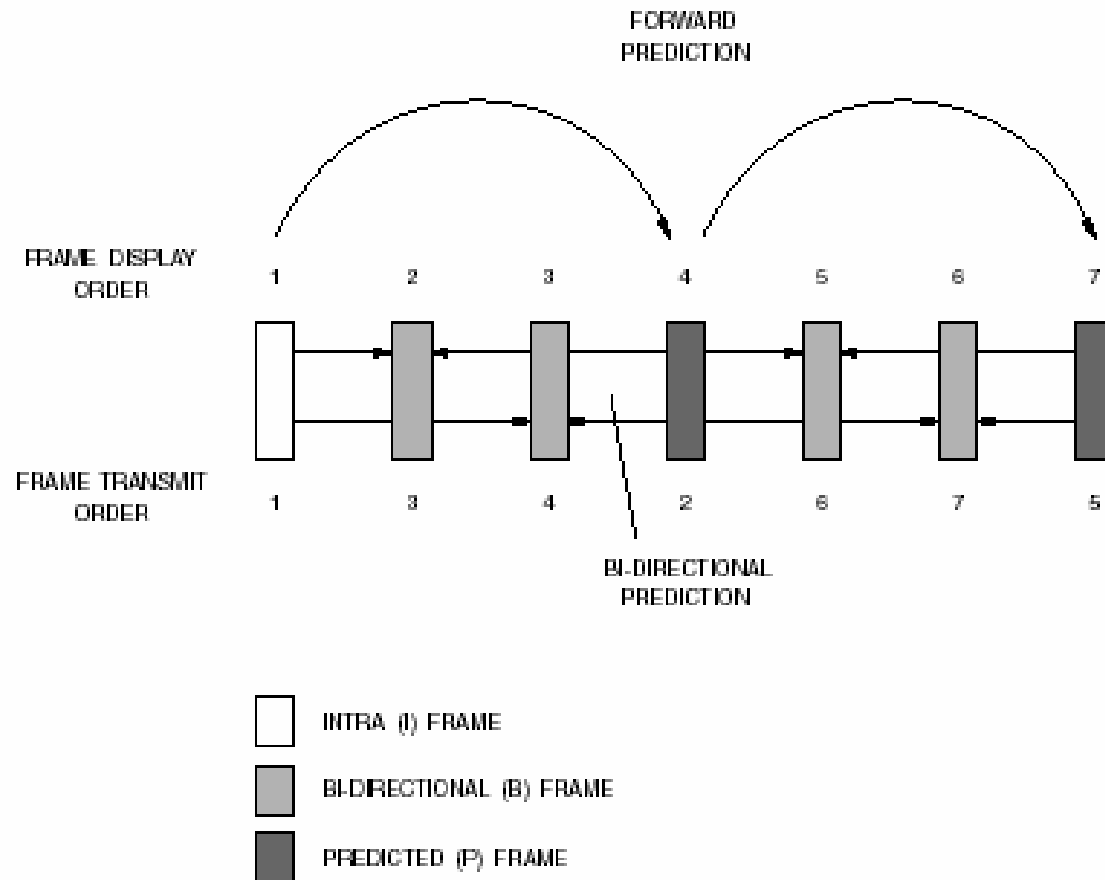 FORWARD
PREDICTION
FRAME DISPLAY
ORDER
1 2 3 4 5 6 7
FRAME TRANSMIT
ORDER
1 3 4 2 6 7 5
BI-DIRECTIONAL
PREDICTION
INTRA (I) FRAME
BI-DIRECTIONAL (B) FRAME
PREDICTED (P) FRAME